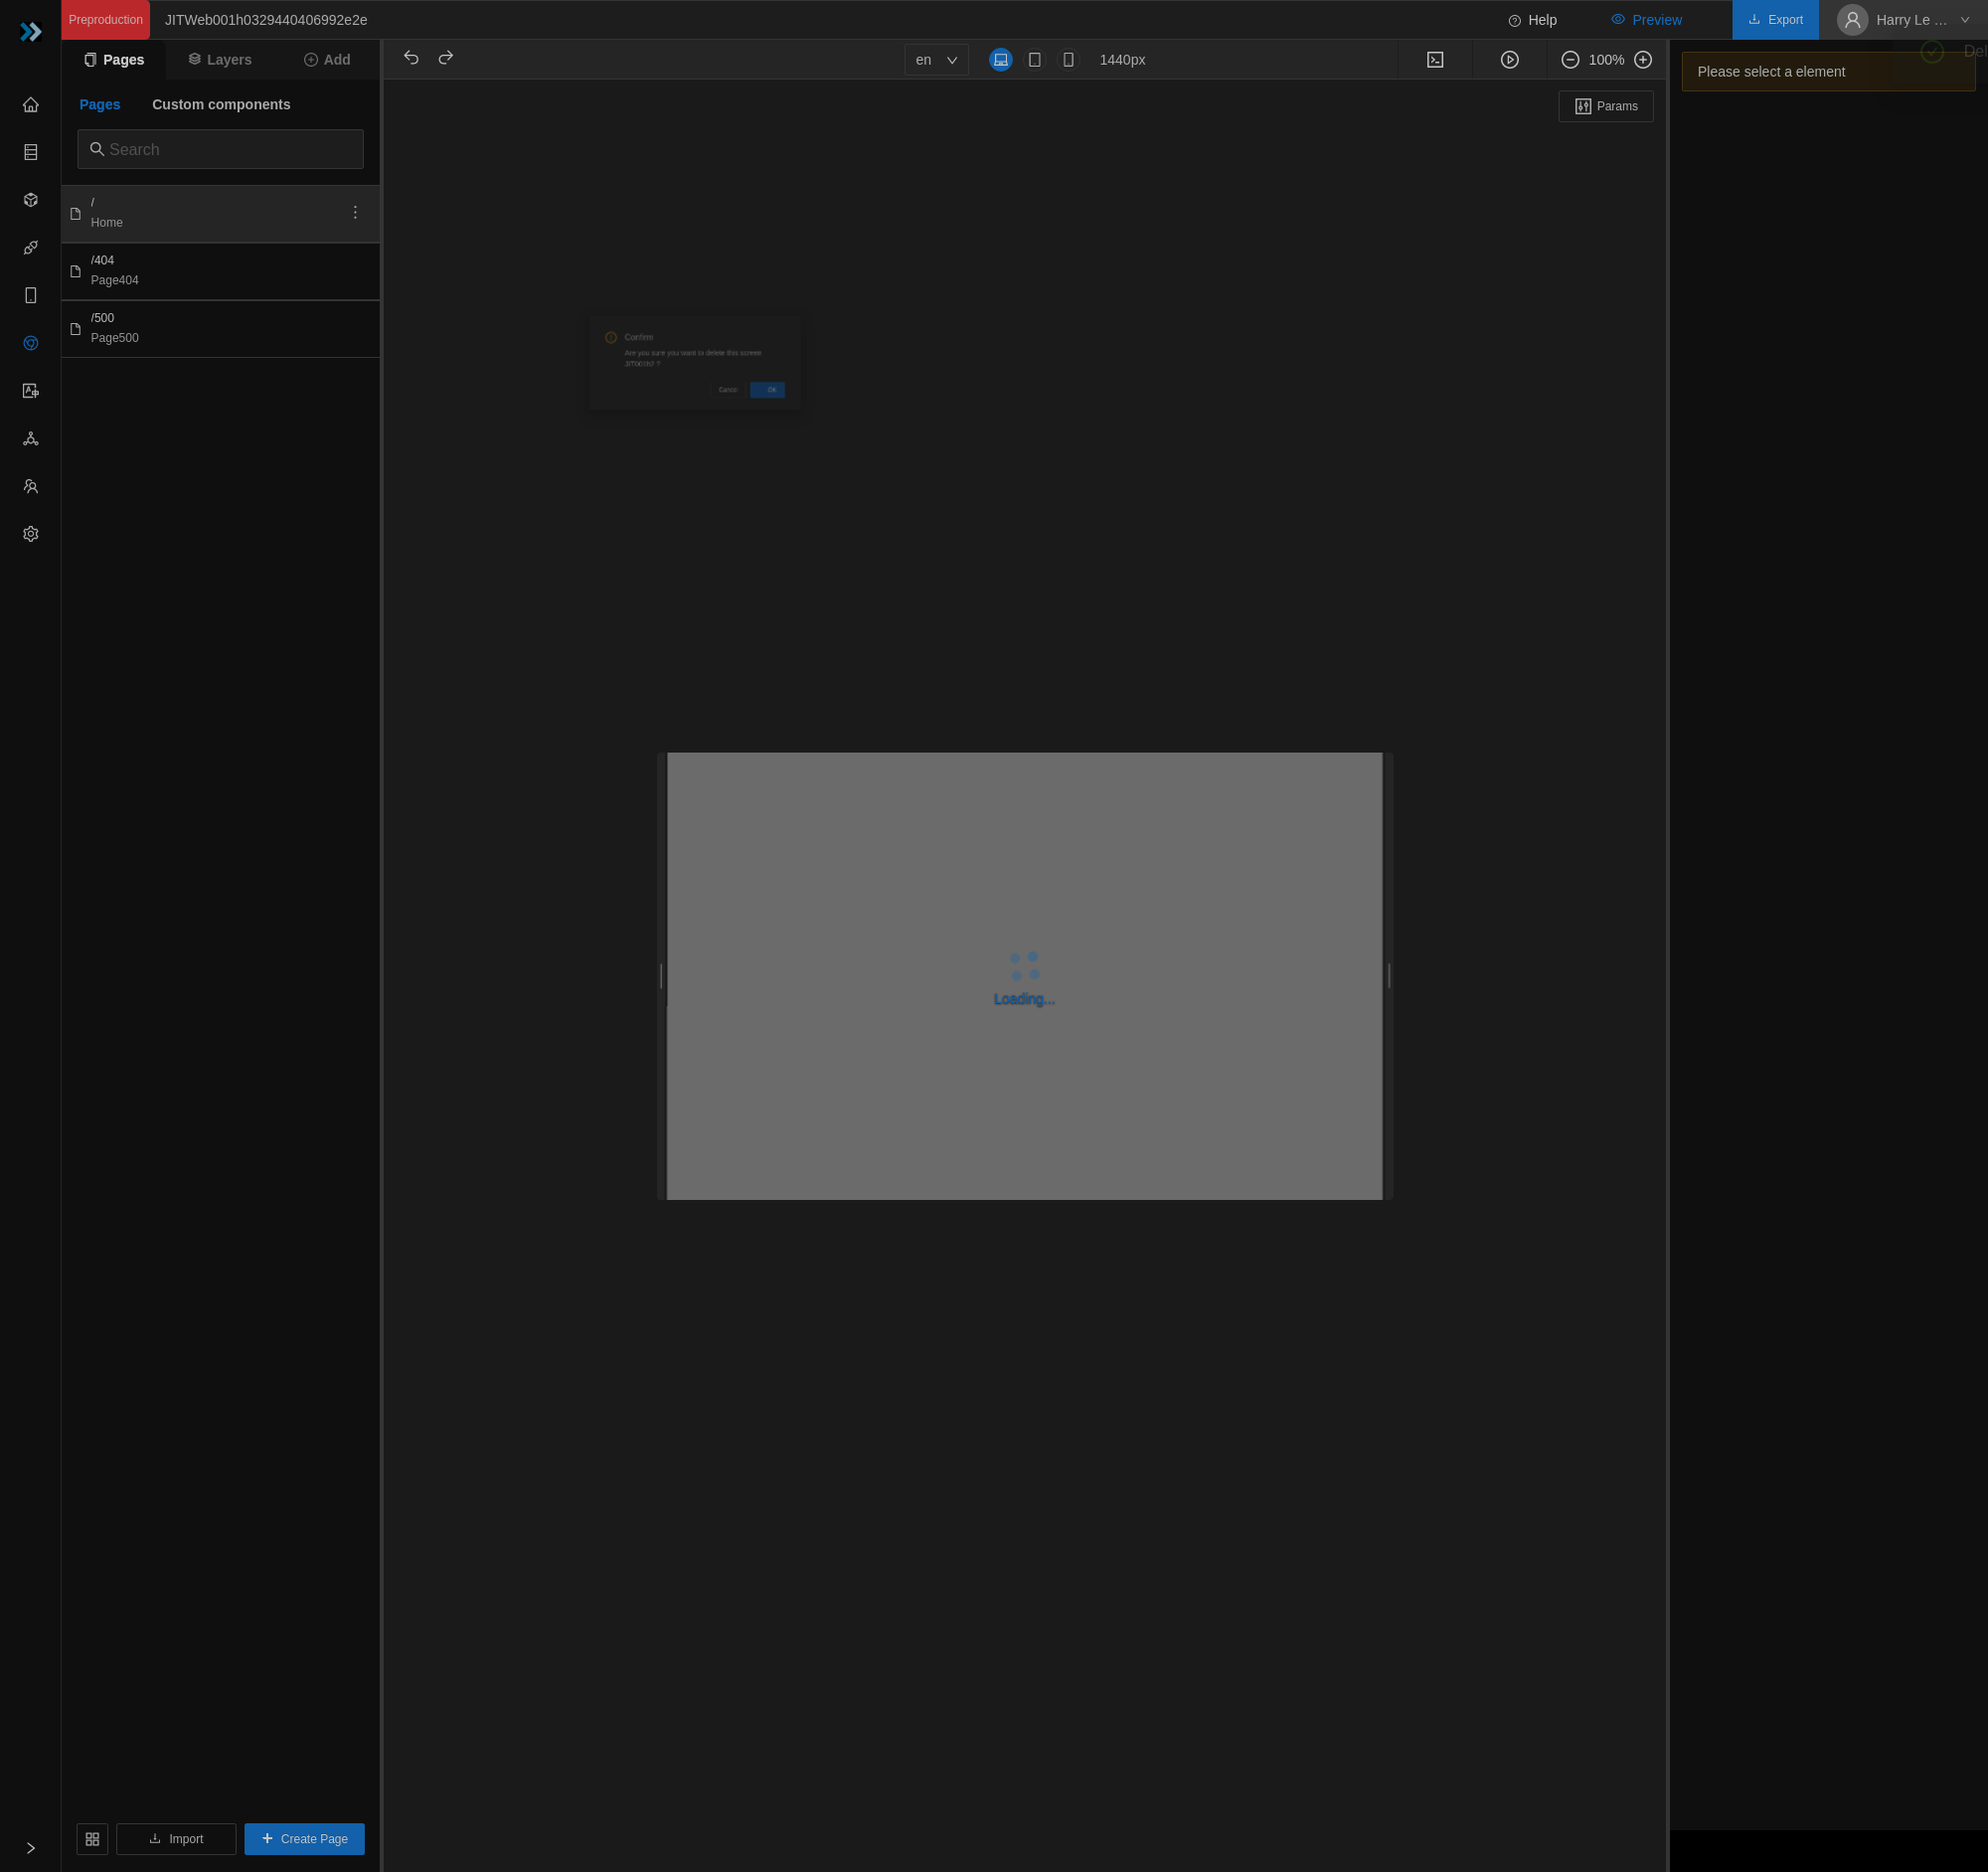 Preproduction
JITWeb001h0329440406992e2e
Help
Preview
Export
Harry Le ...
Pages
Layers
Add
en
1440px
100%
Please select a element
Pages
Custom components
Params
Search
/
Home
/404
Page404
/500
Page500
Confirm
Are you sure you want to delete this screen
?
Cancel
OK
Loading...
Import
Create Page